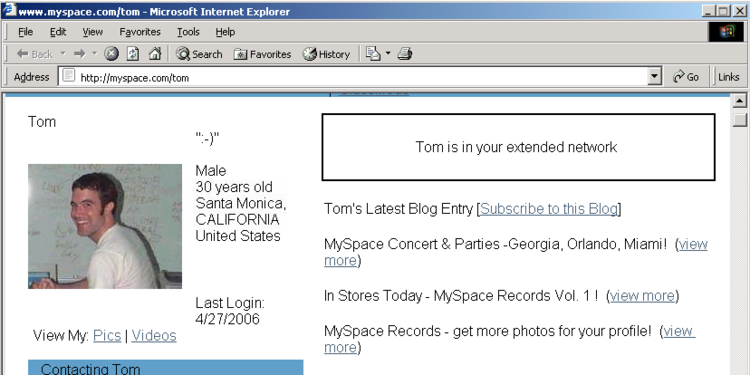 www.myspace.com/tom - Microsoft Internet Explorer
File Edit View Favorites Tools Help
Back Search Favorites History
Address http://myspace.com/tom Go Links
Tom
":-)"
Male
30 years old
Santa Monica,
CALIFORNIA
United States
Last Login:
4/27/2006
View My: Pics | Videos
Contacting Tom
Tom is in your extended network
Tom's Latest Blog Entry [Subscribe to this Blog]
MySpace Concert & Parties -Georgia, Orlando, Miami! (view
more)
In Stores Today - MySpace Records Vol. 1 ! (view more)
MySpace Records - get more photos for your profile! (view
more)